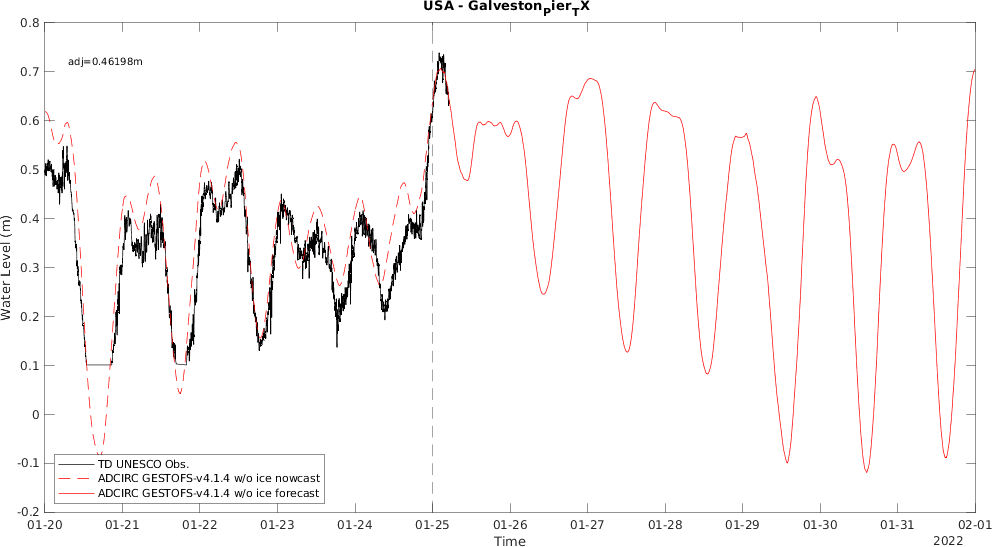 USA - Galveston_Pier_TX
0.8
0.7
0.6
0.5
0.4
0.3
0.2
0.1
0
-0.1
-0.2
Water Level (m)
adj=0.46198m
TD UNESCO Obs.
ADCIRC GESTOFS-v4.1.4 w/o ice nowcast
ADCIRC GESTOFS-v4.1.4 w/o ice forecast
01-20 01-21 01-22 01-23 01-24 01-25 01-26 01-27 01-28 01-29 01-30 01-31 02-01
Time
2022